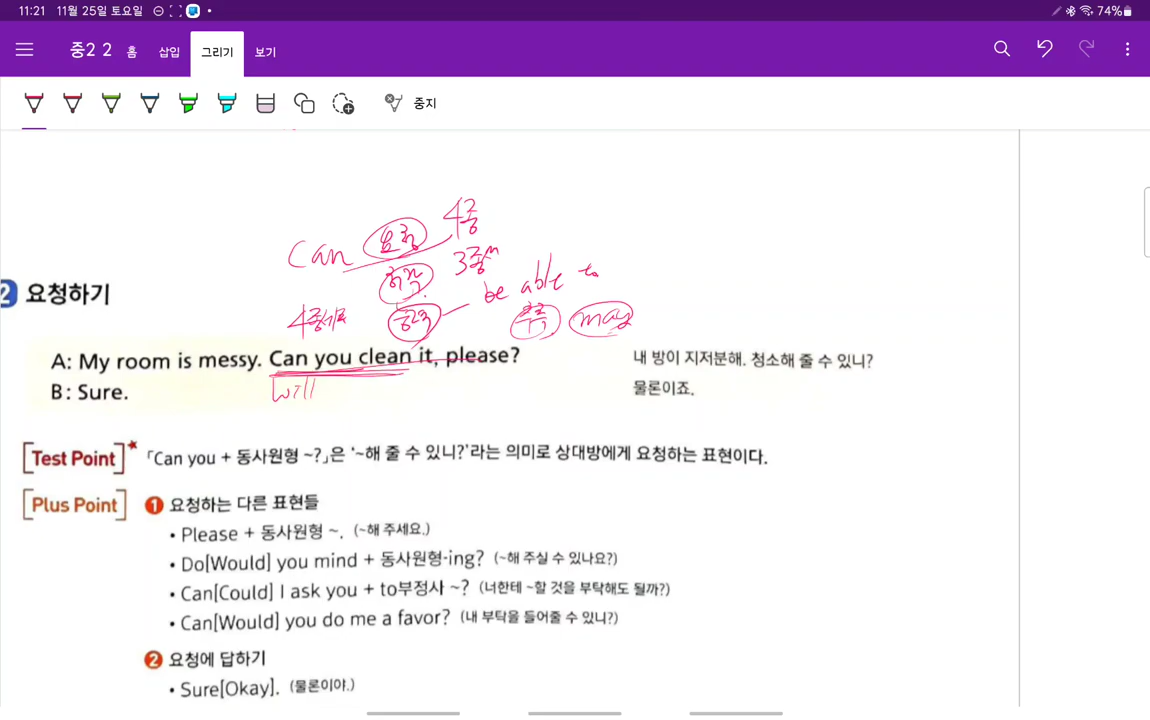 11:21 11월 25일 토요일 74%
중2 2 홈 삽입 그리기 보기
중지
Can 요청 4중
허락 3중
be able to
능력 may
2 요청하기
A: My room is messy. Can you clean it, please? 내 방이 지저분해. 청소해 줄 수 있니?
B: Sure. 물론이죠.
Will
[Test Point]* 「Can you + 동사원형 ~?」은 '~해 줄 수 있니?'라는 의미로 상대방에게 요청하는 표현이다.
[Plus Point] 1 요청하는 다른 표현들
• Please + 동사원형 ~. (~해 주세요.)
• Do[Would] you mind + 동사원형-ing? (~해 주실 수 있나요?)
• Can[Could] I ask you + to부정사 ~? (너한테 ~할 것을 부탁해도 될까?)
• Can[Would] you do me a favor? (내 부탁을 들어줄 수 있니?)
2 요청에 답하기
• Sure[Okay]. (물론이야.)